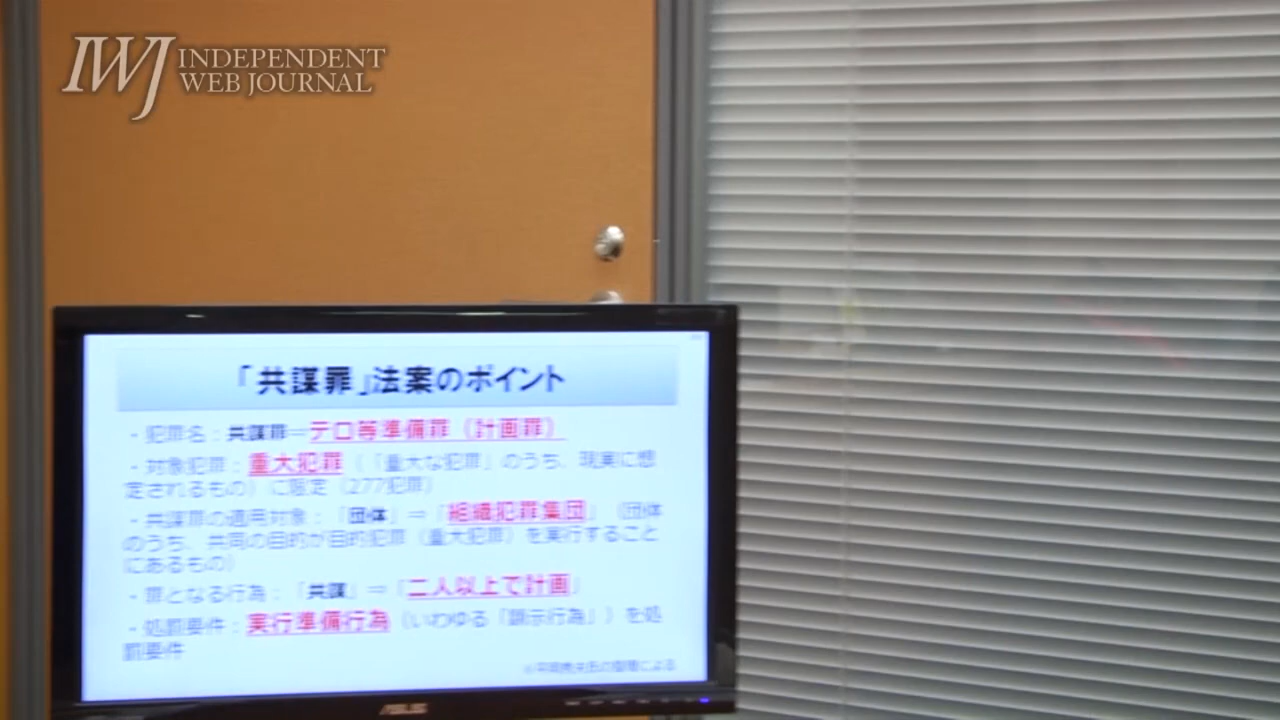 IWJ INDEPENDENT
WEB JOURNAL
「共謀罪」法案のポイント
・犯罪名：共謀罪⇒テロ等準備罪（計画罪）
・対象犯罪：重大犯罪（「重大な犯罪」のうち、現実に想
定されるもの）に限定（277犯罪）
・共謀罪の適用対象：「団体」⇒「組織犯罪集団」（団体
のうち、共同の目的が目的犯罪（重大犯罪）を実行すること
にあるもの）
・罪となる行為：「共謀」⇒「二人以上で計画」
・処罰要件：実行準備行為（いわゆる「顕示行為」）を処
罰要件
ASUS